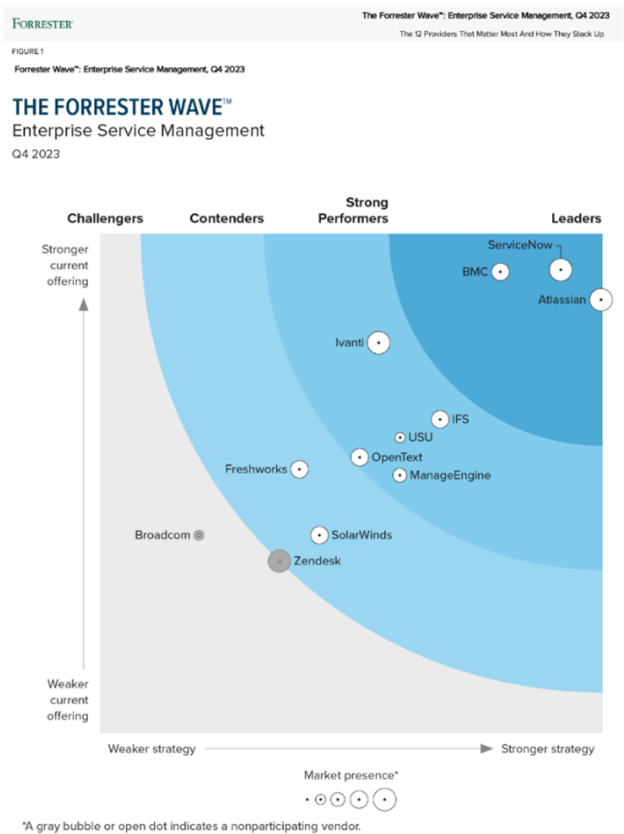 FORRESTER®
The Forrester Wave™: Enterprise Service Management, Q4 2023
The 12 Providers That Matter Most And How They Stack Up
FIGURE 1
Forrester Wave™: Enterprise Service Management, Q4 2023
THE FORRESTER WAVE™
Enterprise Service Management
Q4 2023
Challengers
Contenders
Strong
Performers
Leaders
Stronger
current
offering
ServiceNow
BMC
Atlassian
Ivanti
IFS
USU
OpenText
Freshworks
ManageEngine
Broadcom
SolarWinds
Zendesk
Weaker
current
offering
Weaker strategy
Stronger strategy
Market presence*
*A gray bubble or open dot indicates a nonparticipating vendor.